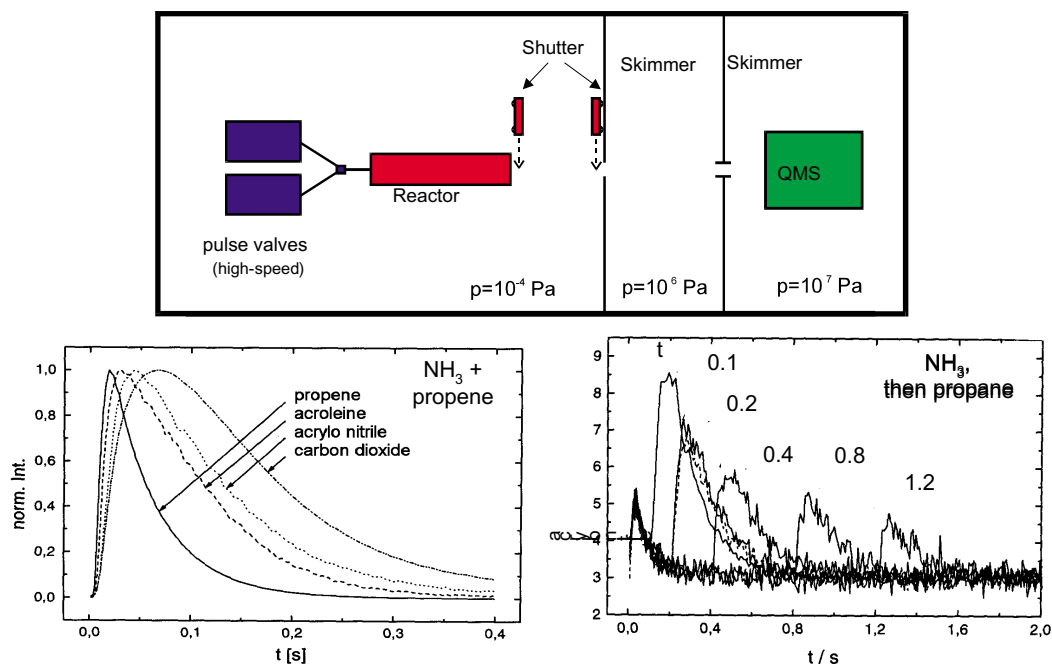 Shutter
Skimmer
Skimmer
QMS
Reactor
pulse valves
(high-speed)
p=10⁻⁴ Pa
p=10⁶ Pa
p=10⁷ Pa
NH₃ +
propene
propene
acroleine
acrylo nitrile
carbon dioxide
norm. Int.
1,0
0,8
0,6
0,4
0,2
0,0
0,0
0,1
0,2
0,3
0,4
t [s]
NH₃,
then propane
t
0.1
0.2
0.4
0.8
1.2
9
8
7
6
5
4
3
2
0,0
0,4
0,8
1,2
1,6
2,0
t / s